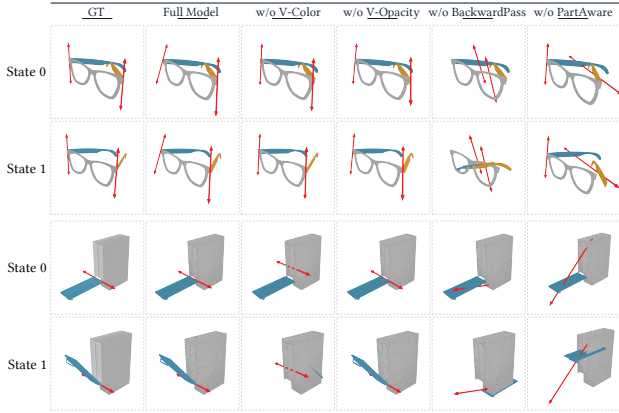 GT Full Model w/o V-Color w/o V-Opacity w/o BackwardPass w/o PartAware
State 0
State 1
State 0
State 1